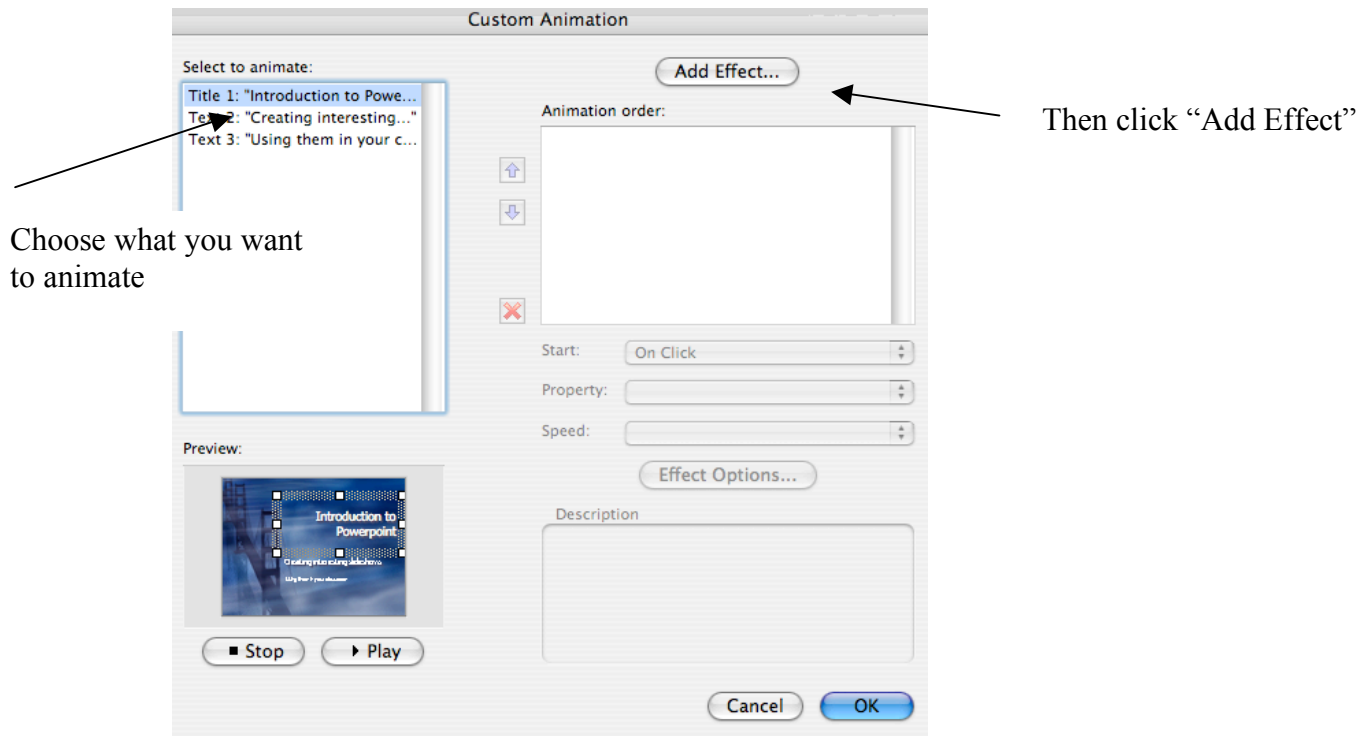 Custom Animation
Select to animate:
Add Effect...
Title 1: "Introduction to Powe...
Text 2: "Creating interesting..."
Text 3: "Using them in your c...
Animation order:
Then click “Add Effect”
Choose what you want
to animate
Start:
On Click
Property:
Speed:
Preview:
Effect Options...
Introduction to
Powerpoint
Description
Stop
Play
Cancel
OK